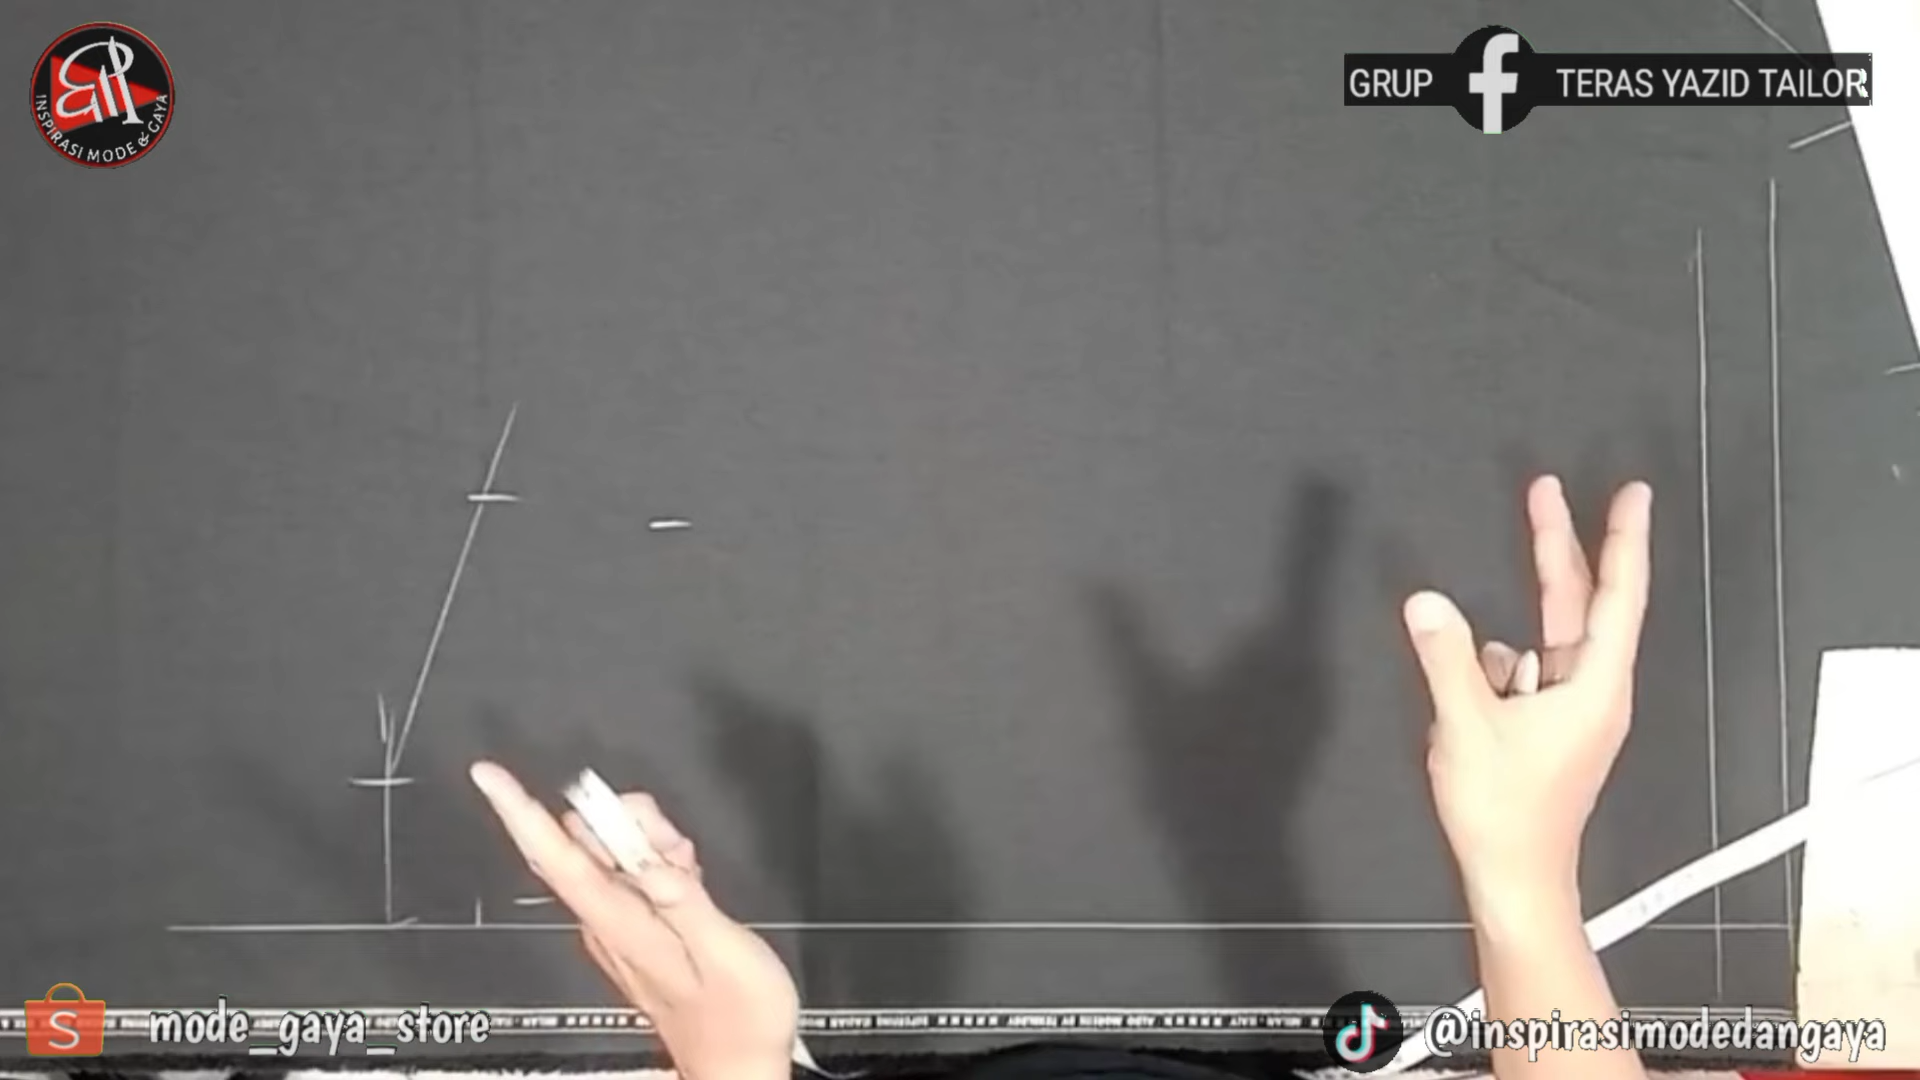 INSPIRASI MODE & GAYA
GRUP f TERAS YAZID TAILOR
S mode_gaya_store
@inspirasimodedangaya